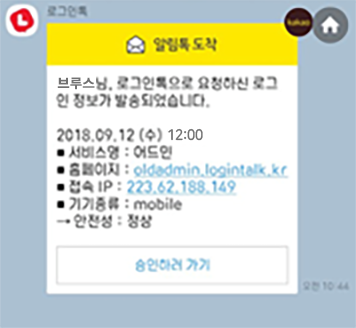 로그인톡
kakao
알림톡 도착
브루스님, 로그인톡으로 요청하신 로그
인 정보가 발송되었습니다.
2018.09.12 (수) 12:00
■ 서비스명 : 어드민
■ 홈페이지 : oldadmin.logintalk.kr
■ 접속 IP : 223.62.188.149
■ 기기종류 : mobile
→ 안전성 : 정상
승인하러 가기
오전 10:44